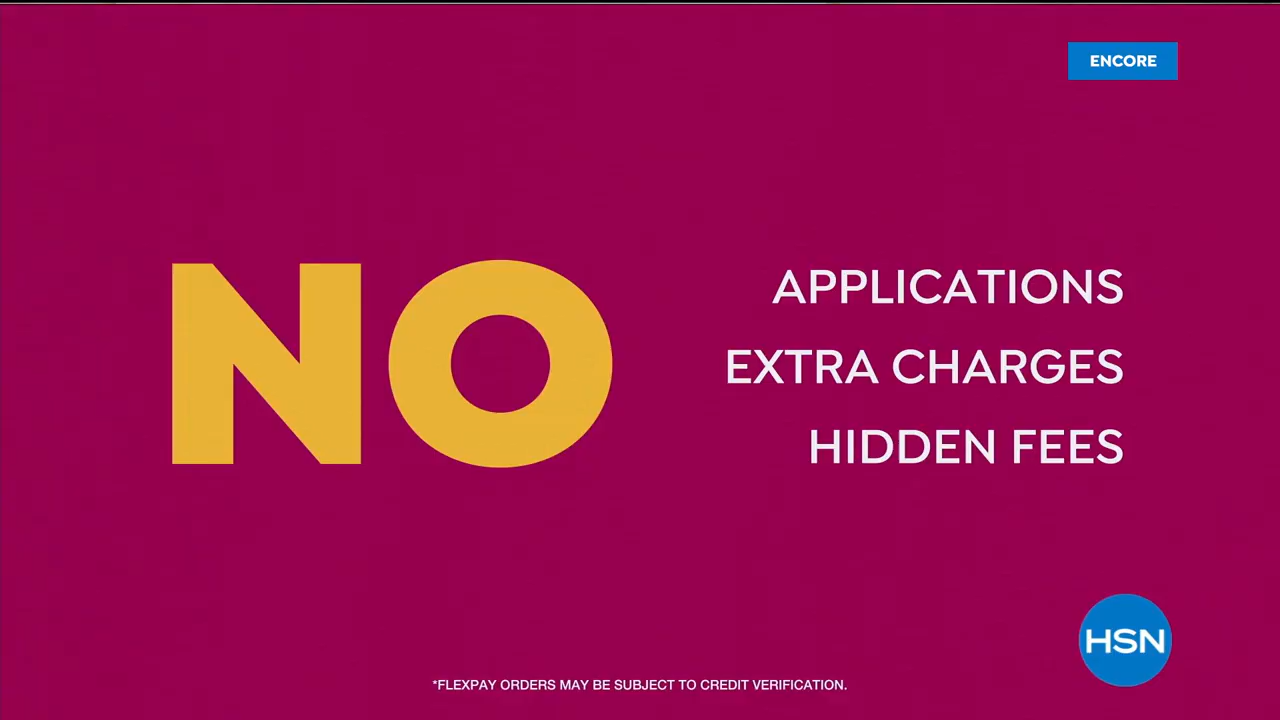 ENCORE
NO
APPLICATIONS
EXTRA CHARGES
HIDDEN FEES
HSN
*FLEXPAY ORDERS MAY BE SUBJECT TO CREDIT VERIFICATION.